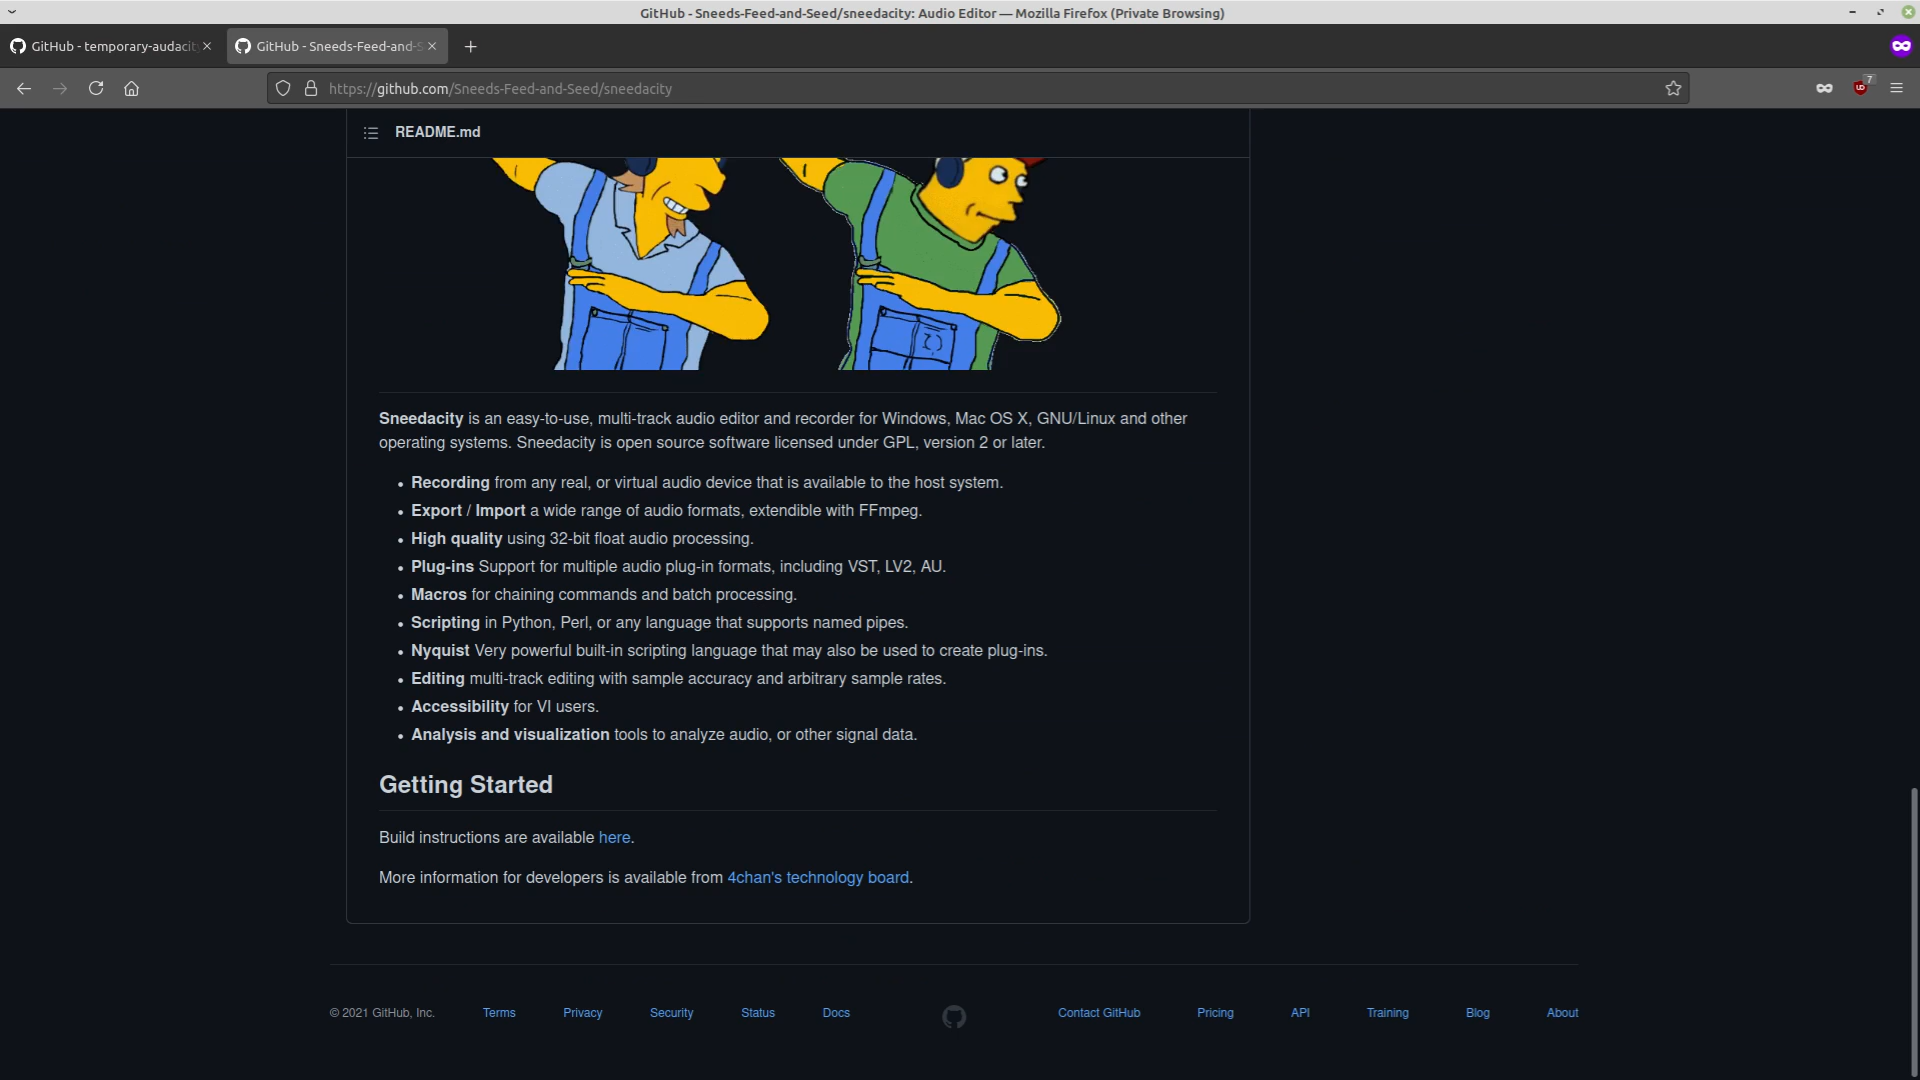 GitHub - Sneeds-Feed-and-Seed/sneedacity: Audio Editor — Mozilla Firefox (Private Browsing)
GitHub - temporary-audacit
GitHub - Sneeds-Feed-and-S
https://github.com/Sneeds-Feed-and-Seed/sneedacity
7
README.md
Sneedacity is an easy-to-use, multi-track audio editor and recorder for Windows, Mac OS X, GNU/Linux and other
operating systems. Sneedacity is open source software licensed under GPL, version 2 or later.
• Recording from any real, or virtual audio device that is available to the host system.
• Export / Import a wide range of audio formats, extendible with FFmpeg.
• High quality using 32-bit float audio processing.
• Plug-ins Support for multiple audio plug-in formats, including VST, LV2, AU.
• Macros for chaining commands and batch processing.
• Scripting in Python, Perl, or any language that supports named pipes.
• Nyquist Very powerful built-in scripting language that may also be used to create plug-ins.
• Editing multi-track editing with sample accuracy and arbitrary sample rates.
• Accessibility for VI users.
• Analysis and visualization tools to analyze audio, or other signal data.
Getting Started
Build instructions are available here.
More information for developers is available from 4chan's technology board.
© 2021 GitHub, Inc. Terms Privacy Security Status Docs Contact GitHub Pricing API Training Blog About